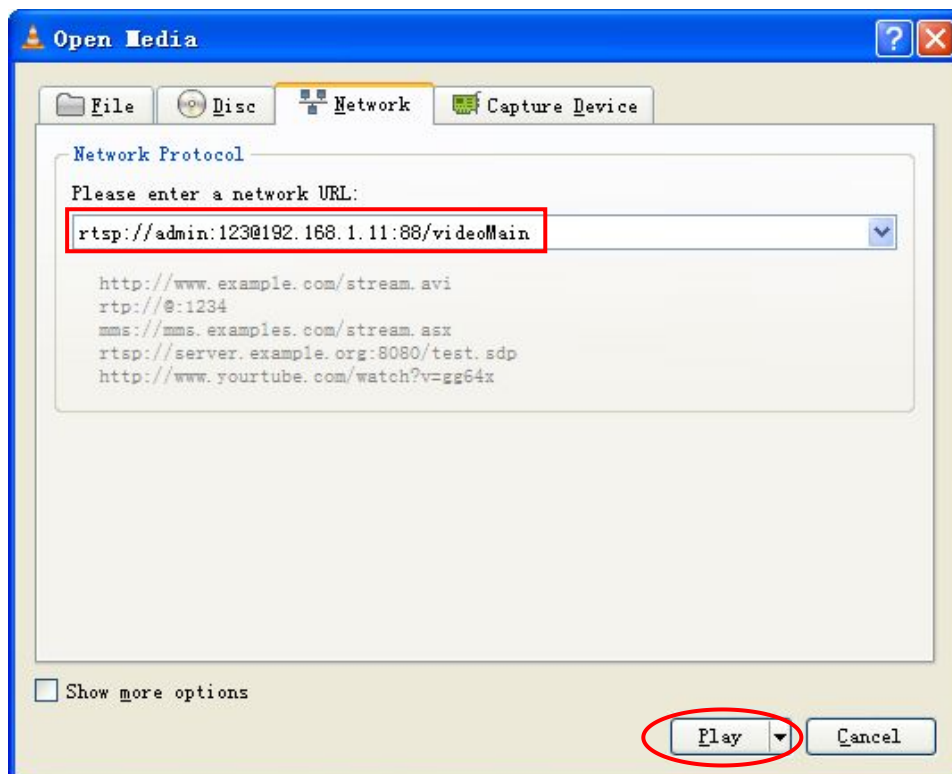 Open Media
File Disc Network Capture Device
Network Protocol
Please enter a network URL:
rtsp://admin:123@192.168.1.11:88/videoMain
http://www.example.com/stream.avi
rtp://@:1234
mms://mms.examples.com/stream.asx
rtsp://server.example.org:8080/test.sdp
http://www.yourtube.com/watch?v=gg64x
Show more options
Play Cancel